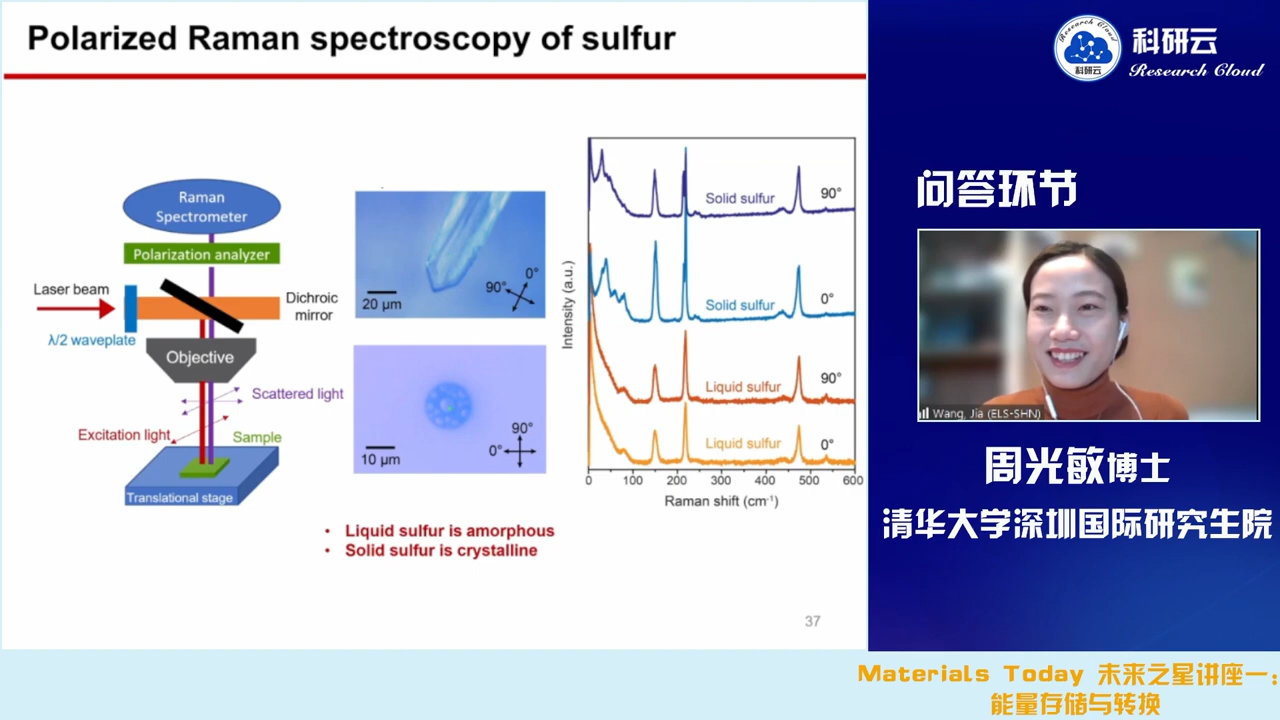 Polarized Raman spectroscopy of sulfur
Raman
Spectrometer
Polarization analyzer
Laser beam
Dichroic
mirror
λ/2 waveplate
Objective
Scattered light
Excitation light
Sample
Translational stage
0°
90°
20 μm
90°
0°
10 μm
Intensity (a.u.)
Solid sulfur
90°
Solid sulfur
0°
Liquid sulfur
90°
Liquid sulfur
0°
0 100 200 300 400 500 600
Raman shift (cm⁻¹)
• Liquid sulfur is amorphous
• Solid sulfur is crystalline
37
Research Cloud
科研云
科研云
Research Cloud
问答环节
Wang, Jia (ELS-SHN)
周光敏博士
清华大学深圳国际研究生院
Materials Today 未来之星讲座一:
能量存储与转换